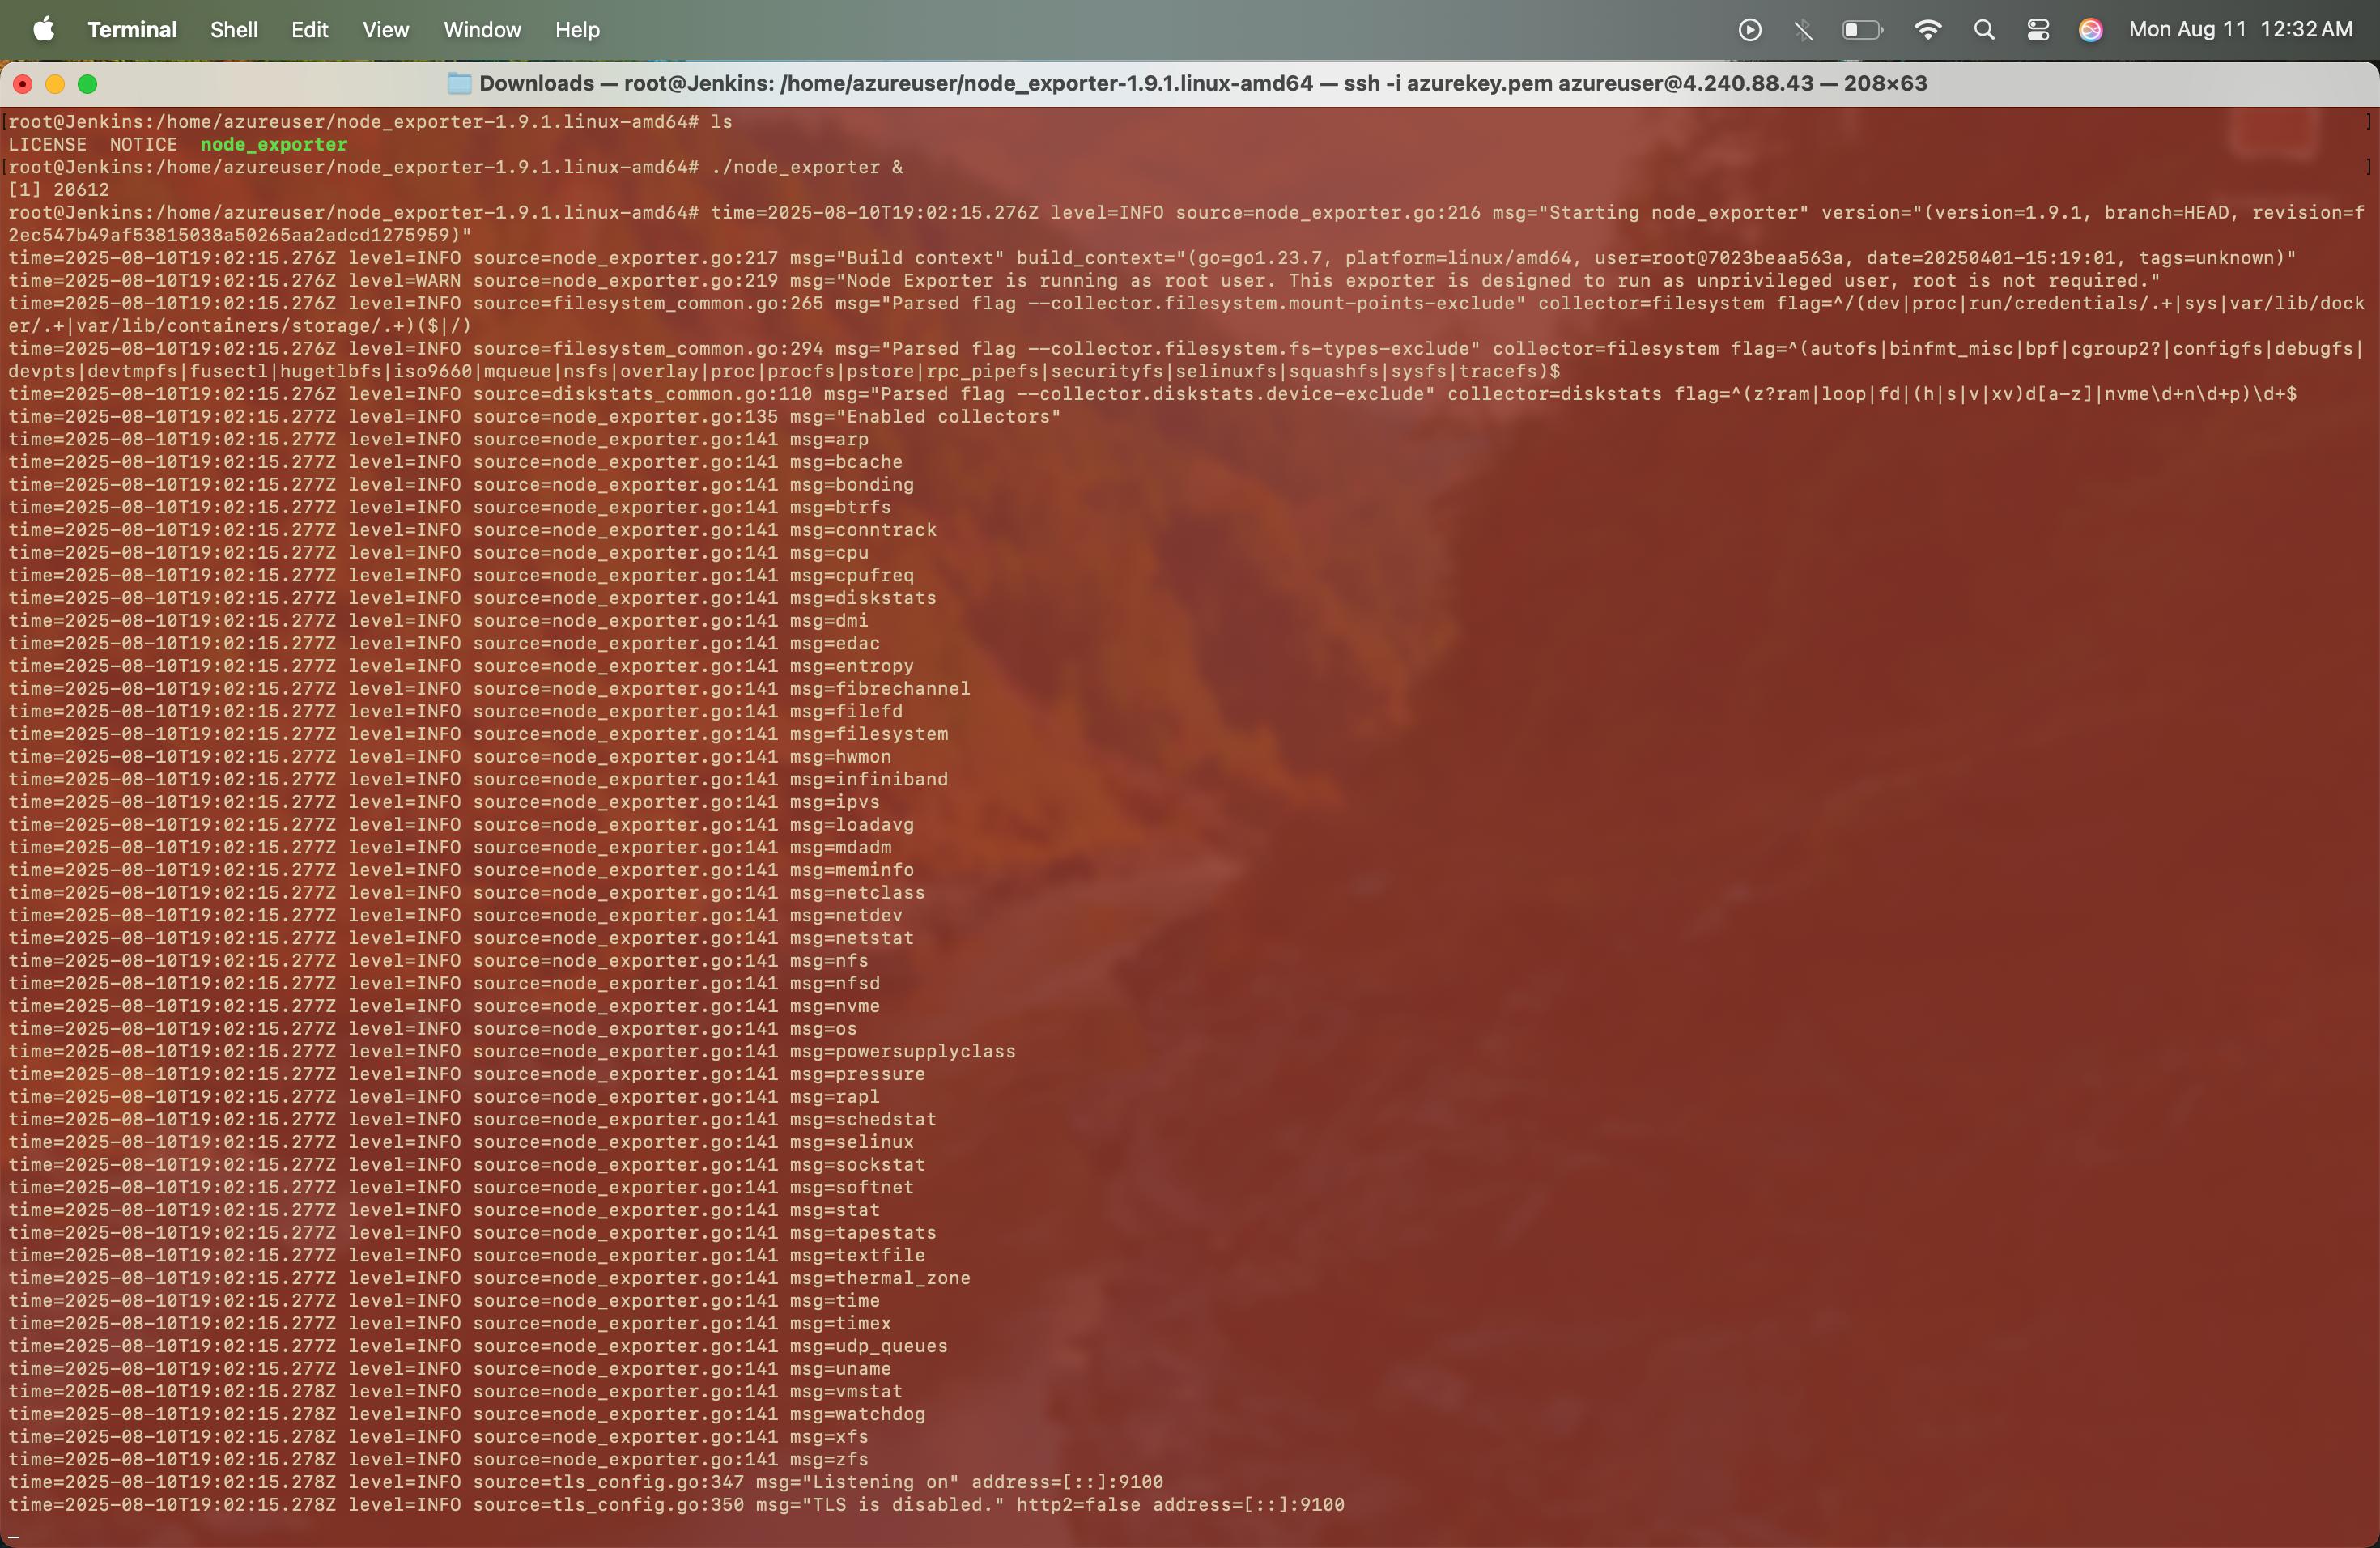 Terminal Shell Edit View Window Help Mon Aug 11 12:32 AM
Downloads — root@Jenkins: /home/azureuser/node_exporter-1.9.1.linux-amd64 — ssh -i azurekey.pem azureuser@4.240.88.43 — 208×63
[root@Jenkins:/home/azureuser/node_exporter-1.9.1.linux-amd64# ls ]
LICENSE  NOTICE  node_exporter
[root@Jenkins:/home/azureuser/node_exporter-1.9.1.linux-amd64# ./node_exporter & ]
[1] 20612
root@Jenkins:/home/azureuser/node_exporter-1.9.1.linux-amd64# time=2025-08-10T19:02:15.276Z level=INFO source=node_exporter.go:216 msg="Starting node_exporter" version="(version=1.9.1, branch=HEAD, revision=f
2ec547b49af53815038a50265aa2adcd1275959)"
time=2025-08-10T19:02:15.276Z level=INFO source=node_exporter.go:217 msg="Build context" build_context="(go=go1.23.7, platform=linux/amd64, user=root@7023beaa563a, date=20250401-15:19:01, tags=unknown)"
time=2025-08-10T19:02:15.276Z level=WARN source=node_exporter.go:219 msg="Node Exporter is running as root user. This exporter is designed to run as unprivileged user, root is not required."
time=2025-08-10T19:02:15.276Z level=INFO source=filesystem_common.go:265 msg="Parsed flag --collector.filesystem.mount-points-exclude" collector=filesystem flag=^/(dev|proc|run/credentials/.+|sys|var/lib/dock
er/.+|var/lib/containers/storage/.+)($|/)
time=2025-08-10T19:02:15.276Z level=INFO source=filesystem_common.go:294 msg="Parsed flag --collector.filesystem.fs-types-exclude" collector=filesystem flag=^(autofs|binfmt_misc|bpf|cgroup2?|configfs|debugfs|
devpts|devtmpfs|fusectl|hugetlbfs|iso9660|mqueue|nsfs|overlay|proc|procfs|pstore|rpc_pipefs|securityfs|selinuxfs|squashfs|sysfs|tracefs)$
time=2025-08-10T19:02:15.276Z level=INFO source=diskstats_common.go:110 msg="Parsed flag --collector.diskstats.device-exclude" collector=diskstats flag=^(z?ram|loop|fd|(h|s|v|xv)d[a-z]|nvme\d+n\d+p)\d+$
time=2025-08-10T19:02:15.277Z level=INFO source=node_exporter.go:135 msg="Enabled collectors"
time=2025-08-10T19:02:15.277Z level=INFO source=node_exporter.go:141 msg=arp
time=2025-08-10T19:02:15.277Z level=INFO source=node_exporter.go:141 msg=bcache
time=2025-08-10T19:02:15.277Z level=INFO source=node_exporter.go:141 msg=bonding
time=2025-08-10T19:02:15.277Z level=INFO source=node_exporter.go:141 msg=btrfs
time=2025-08-10T19:02:15.277Z level=INFO source=node_exporter.go:141 msg=conntrack
time=2025-08-10T19:02:15.277Z level=INFO source=node_exporter.go:141 msg=cpu
time=2025-08-10T19:02:15.277Z level=INFO source=node_exporter.go:141 msg=cpufreq
time=2025-08-10T19:02:15.277Z level=INFO source=node_exporter.go:141 msg=diskstats
time=2025-08-10T19:02:15.277Z level=INFO source=node_exporter.go:141 msg=dmi
time=2025-08-10T19:02:15.277Z level=INFO source=node_exporter.go:141 msg=edac
time=2025-08-10T19:02:15.277Z level=INFO source=node_exporter.go:141 msg=entropy
time=2025-08-10T19:02:15.277Z level=INFO source=node_exporter.go:141 msg=fibrechannel
time=2025-08-10T19:02:15.277Z level=INFO source=node_exporter.go:141 msg=filefd
time=2025-08-10T19:02:15.277Z level=INFO source=node_exporter.go:141 msg=filesystem
time=2025-08-10T19:02:15.277Z level=INFO source=node_exporter.go:141 msg=hwmon
time=2025-08-10T19:02:15.277Z level=INFO source=node_exporter.go:141 msg=infiniband
time=2025-08-10T19:02:15.277Z level=INFO source=node_exporter.go:141 msg=ipvs
time=2025-08-10T19:02:15.277Z level=INFO source=node_exporter.go:141 msg=loadavg
time=2025-08-10T19:02:15.277Z level=INFO source=node_exporter.go:141 msg=mdadm
time=2025-08-10T19:02:15.277Z level=INFO source=node_exporter.go:141 msg=meminfo
time=2025-08-10T19:02:15.277Z level=INFO source=node_exporter.go:141 msg=netclass
time=2025-08-10T19:02:15.277Z level=INFO source=node_exporter.go:141 msg=netdev
time=2025-08-10T19:02:15.277Z level=INFO source=node_exporter.go:141 msg=netstat
time=2025-08-10T19:02:15.277Z level=INFO source=node_exporter.go:141 msg=nfs
time=2025-08-10T19:02:15.277Z level=INFO source=node_exporter.go:141 msg=nfsd
time=2025-08-10T19:02:15.277Z level=INFO source=node_exporter.go:141 msg=nvme
time=2025-08-10T19:02:15.277Z level=INFO source=node_exporter.go:141 msg=os
time=2025-08-10T19:02:15.277Z level=INFO source=node_exporter.go:141 msg=powersupplyclass
time=2025-08-10T19:02:15.277Z level=INFO source=node_exporter.go:141 msg=pressure
time=2025-08-10T19:02:15.277Z level=INFO source=node_exporter.go:141 msg=rapl
time=2025-08-10T19:02:15.277Z level=INFO source=node_exporter.go:141 msg=schedstat
time=2025-08-10T19:02:15.277Z level=INFO source=node_exporter.go:141 msg=selinux
time=2025-08-10T19:02:15.277Z level=INFO source=node_exporter.go:141 msg=sockstat
time=2025-08-10T19:02:15.277Z level=INFO source=node_exporter.go:141 msg=softnet
time=2025-08-10T19:02:15.277Z level=INFO source=node_exporter.go:141 msg=stat
time=2025-08-10T19:02:15.277Z level=INFO source=node_exporter.go:141 msg=tapestats
time=2025-08-10T19:02:15.277Z level=INFO source=node_exporter.go:141 msg=textfile
time=2025-08-10T19:02:15.277Z level=INFO source=node_exporter.go:141 msg=thermal_zone
time=2025-08-10T19:02:15.277Z level=INFO source=node_exporter.go:141 msg=time
time=2025-08-10T19:02:15.277Z level=INFO source=node_exporter.go:141 msg=timex
time=2025-08-10T19:02:15.277Z level=INFO source=node_exporter.go:141 msg=udp_queues
time=2025-08-10T19:02:15.277Z level=INFO source=node_exporter.go:141 msg=uname
time=2025-08-10T19:02:15.278Z level=INFO source=node_exporter.go:141 msg=vmstat
time=2025-08-10T19:02:15.278Z level=INFO source=node_exporter.go:141 msg=watchdog
time=2025-08-10T19:02:15.278Z level=INFO source=node_exporter.go:141 msg=xfs
time=2025-08-10T19:02:15.278Z level=INFO source=node_exporter.go:141 msg=zfs
time=2025-08-10T19:02:15.278Z level=INFO source=tls_config.go:347 msg="Listening on" address=[::]:9100
time=2025-08-10T19:02:15.278Z level=INFO source=tls_config.go:350 msg="TLS is disabled." http2=false address=[::]:9100